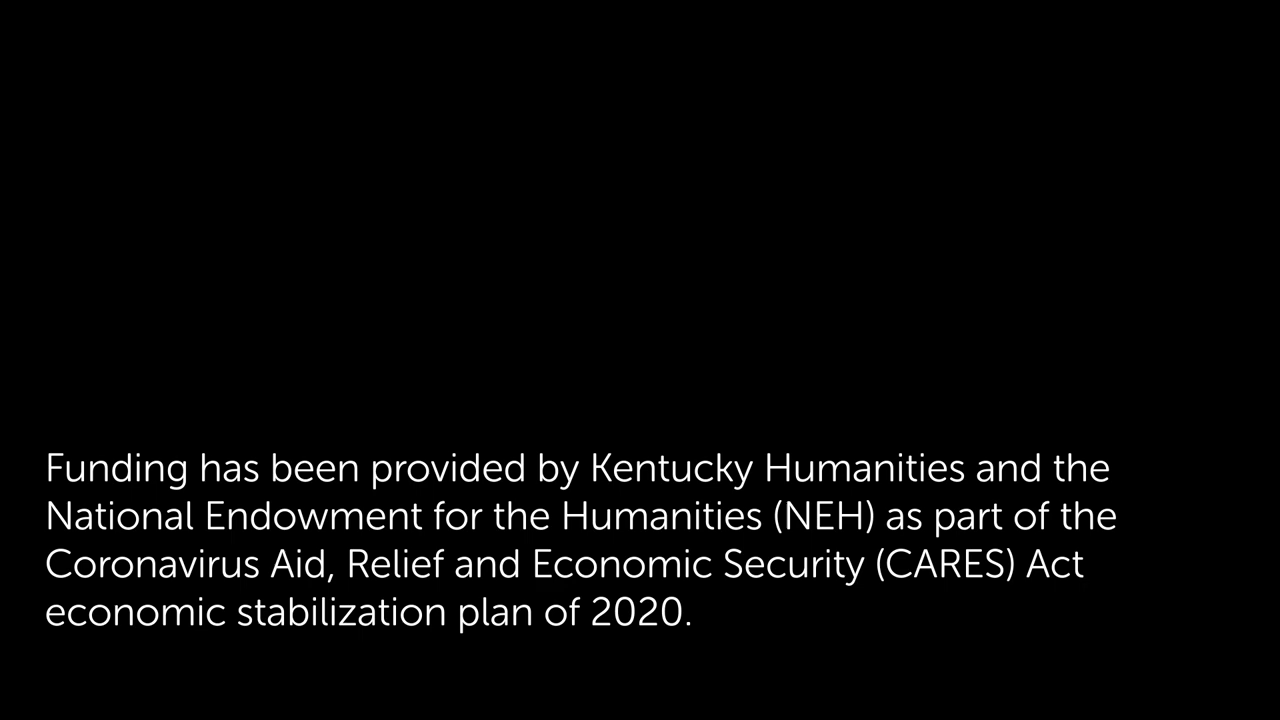 Funding has been provided by Kentucky Humanities and the
National Endowment for the Humanities (NEH) as part of the
Coronavirus Aid, Relief and Economic Security (CARES) Act
economic stabilization plan of 2020.